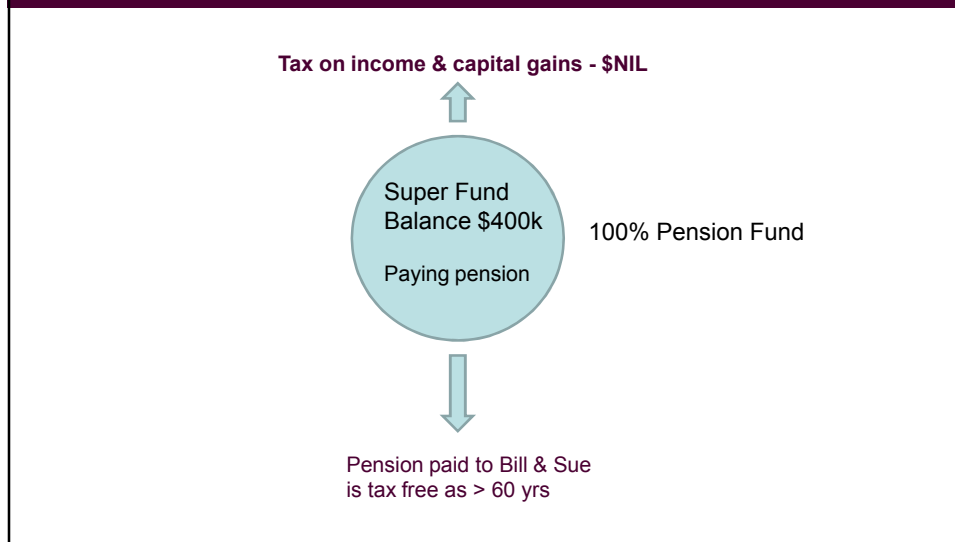 Tax on income & capital gains - $NIL
Super Fund
Balance $400k
100% Pension Fund
Paying pension
Pension paid to Bill & Sue
is tax free as > 60 yrs